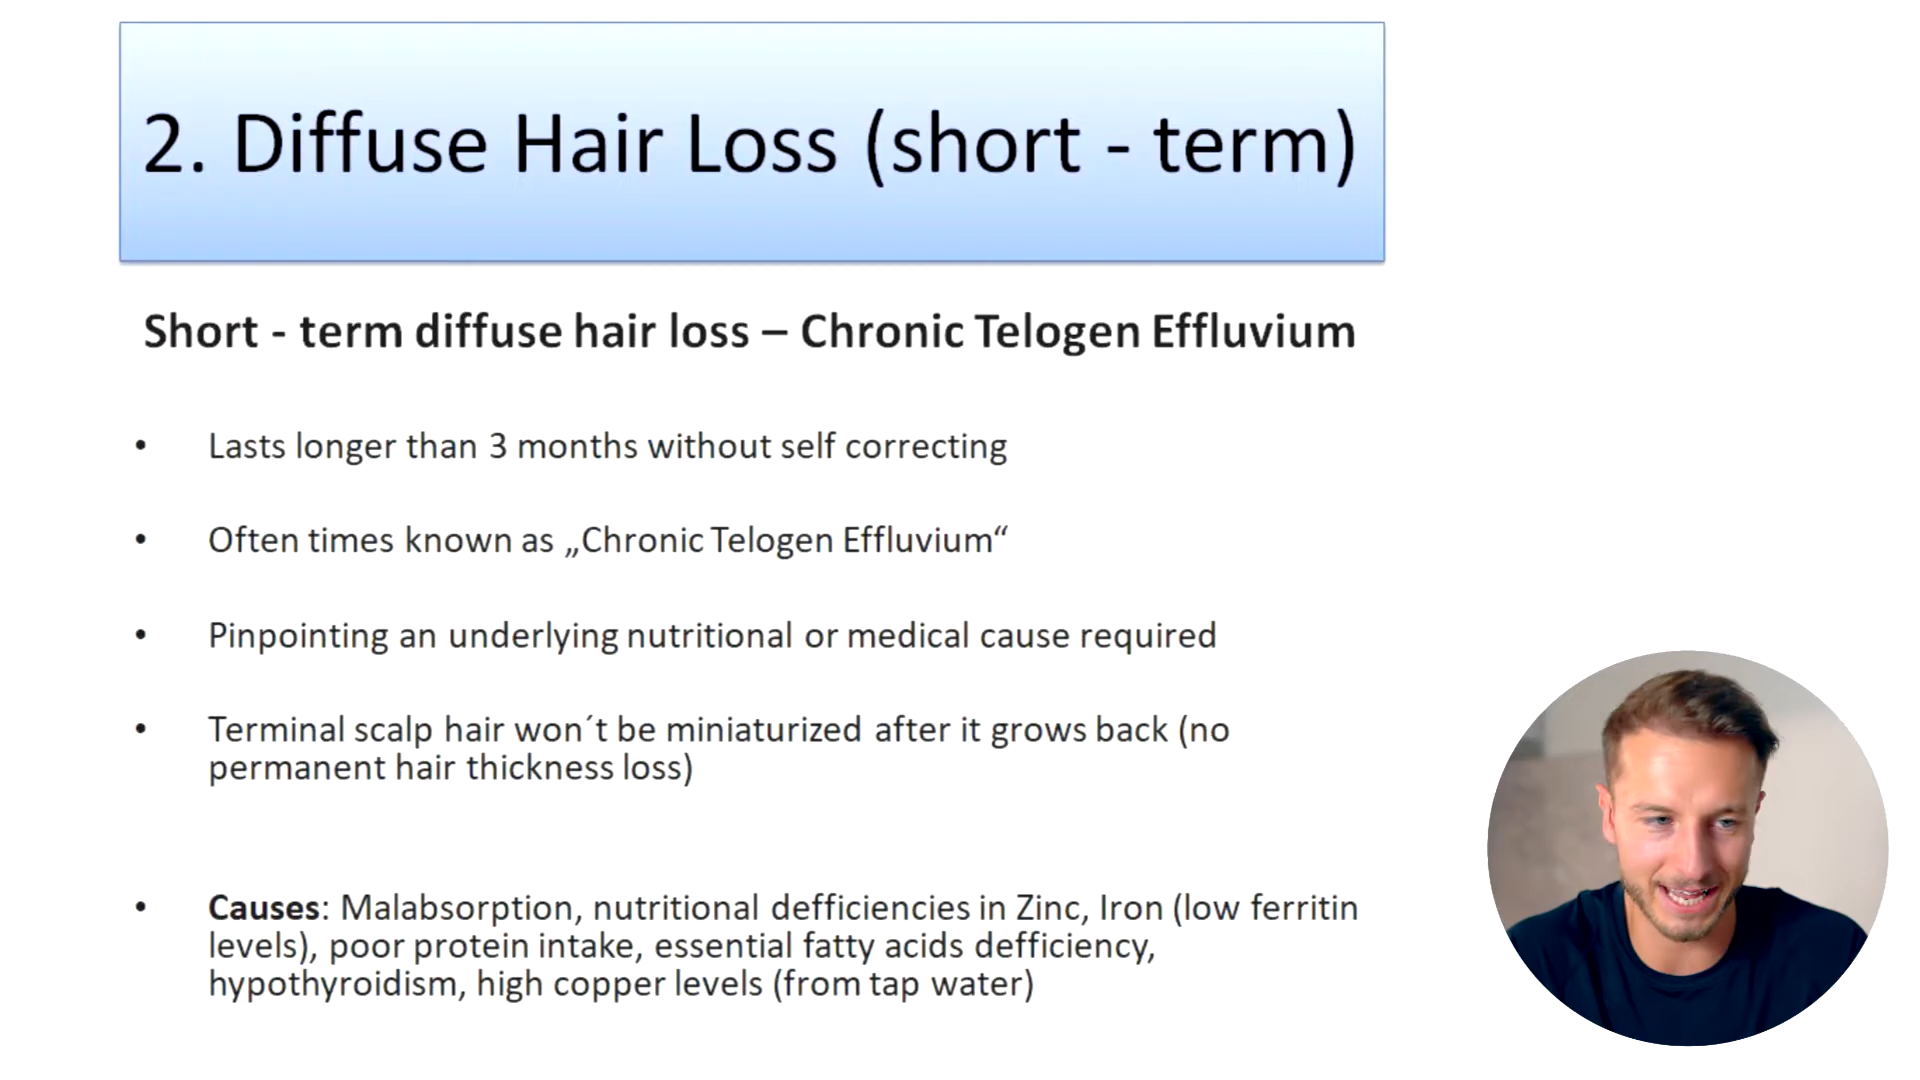 2. Diffuse Hair Loss (short - term)
Short - term diffuse hair loss – Chronic Telogen Effluvium
• Lasts longer than 3 months without self correcting
• Often times known as „Chronic Telogen Effluvium“
• Pinpointing an underlying nutritional or medical cause required
• Terminal scalp hair won´t be miniaturized after it grows back (no
permanent hair thickness loss)
• Causes: Malabsorption, nutritional defficiencies in Zinc, Iron (low ferritin
levels), poor protein intake, essential fatty acids defficiency,
hypothyroidism, high copper levels (from tap water)